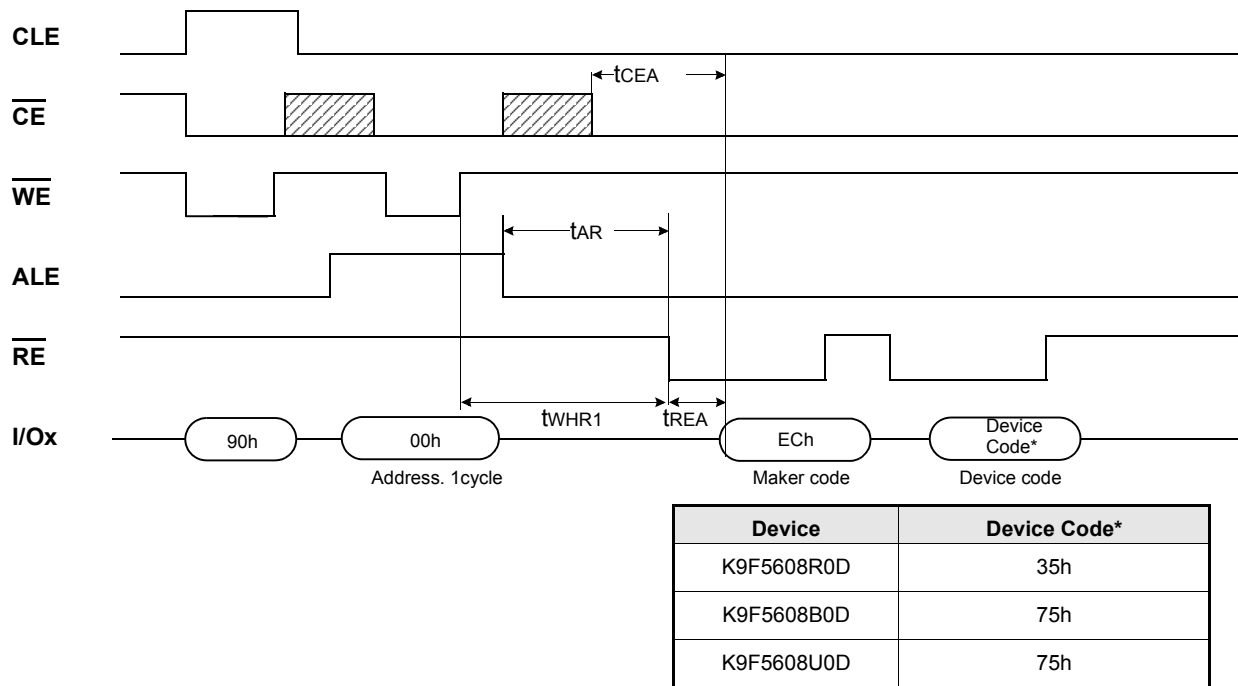 CLE
tCEA
CE
WE
tAR
ALE
RE
tWHR1 tREA
I/Ox 90h 00h ECh Device Code*
Address. 1cycle Maker code Device code
Device Device Code*
K9F5608R0D 35h
K9F5608B0D 75h
K9F5608U0D 75h